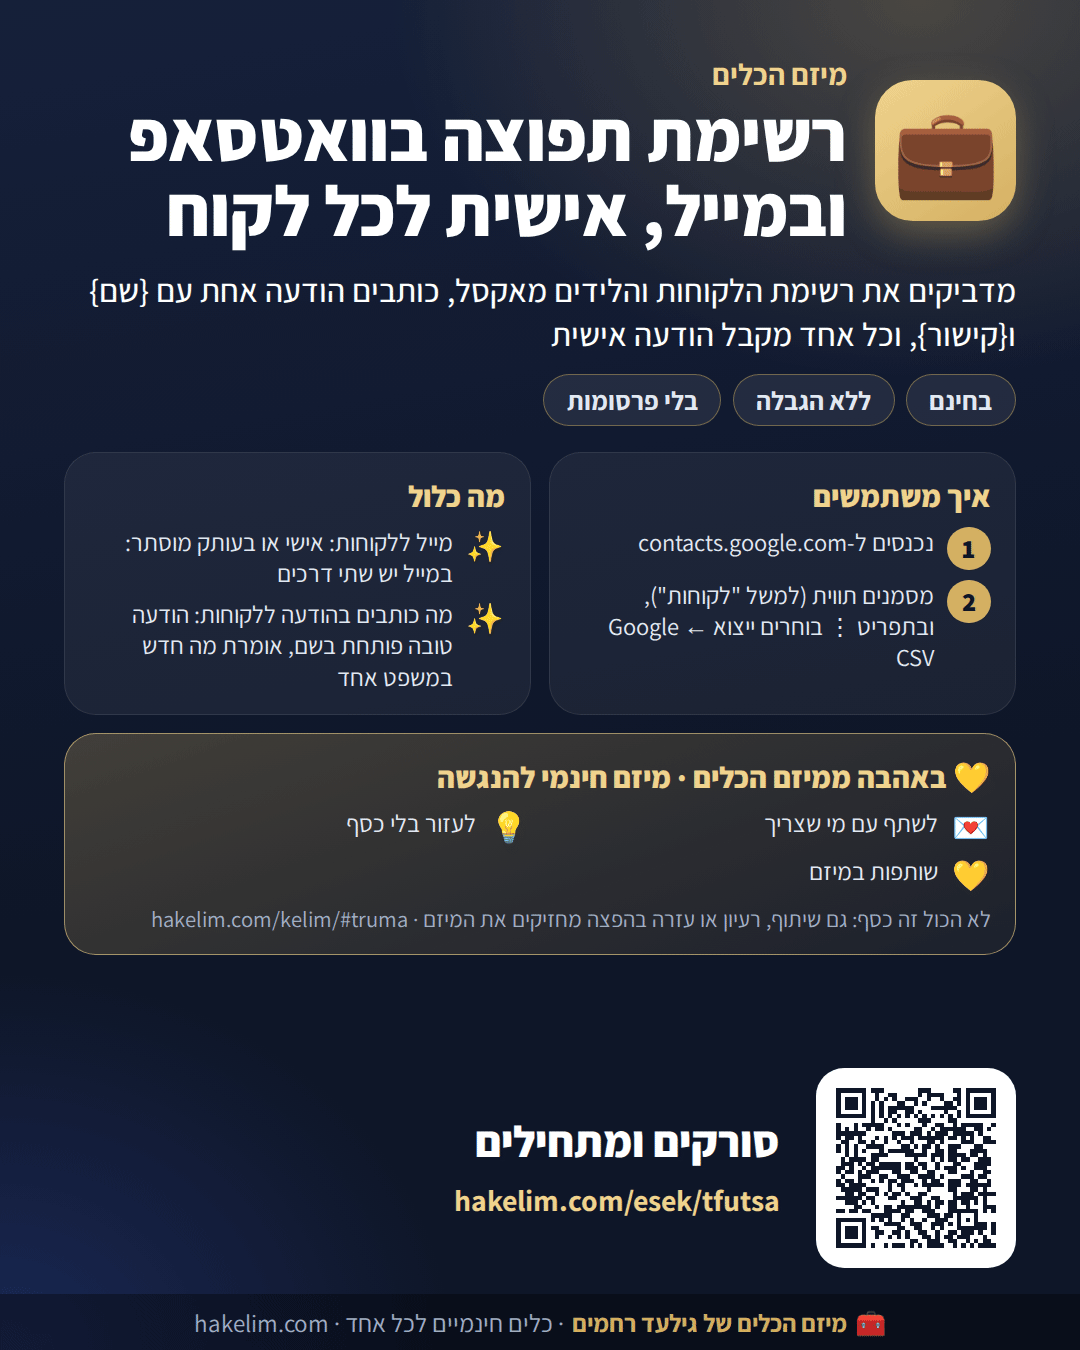 מיזם הכלים
רשימת תפוצה בוואטסאפ
ובמייל, אישית לכל לקוח
מדביקים את רשימת הלקוחות והלידים מאקסל, כותבים הודעה אחת עם {שם}
ו{קישור}, וכל אחד מקבל הודעה אישית
בחינם
ללא הגבלה
בלי פרסומות
איך משתמשים
1 נכנסים ל-contacts.google.com
2 מסמנים תווית (למשל "לקוחות"),
ובתפריט ⋮ בוחרים ייצוא ← Google
CSV
מה כלול
מייל ללקוחות: אישי או בעותק מוסתר:
במייל יש שתי דרכים
מה כותבים בהודעה ללקוחות: הודעה
טובה פותחת בשם, אומרת מה חדש
במשפט אחד
באהבה ממיזם הכלים · מיזם חינמי להנגשה
לשתף עם מי שצריך
לעזור בלי כסף
שותפות במיזם
לא הכול זה כסף: גם שיתוף, רעיון או עזרה בהפצה מחזיקים את המיזם · hakelim.com/kelim/#truma
סורקים ומתחילים
hakelim.com/esek/tfutsa
מיזם הכלים של גילעד רחמים · כלים חינמיים לכל אחד · hakelim.com